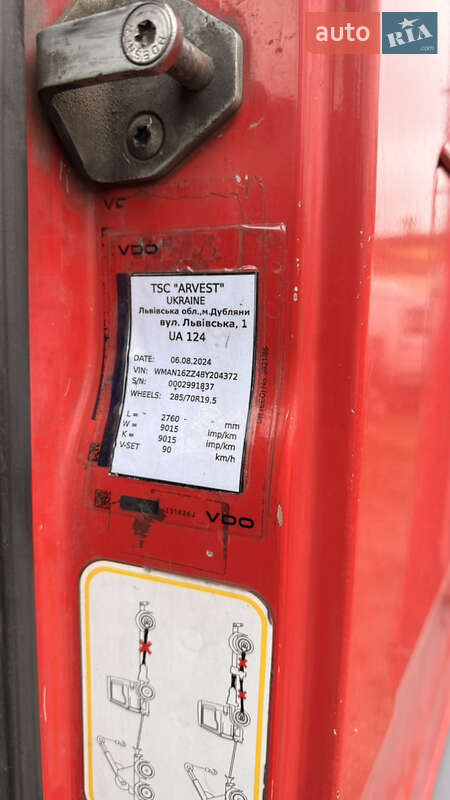 auto RIA .com
ROESNE
VD
VDO
TSC "ARVEST"
UKRAINE
Львівська обл.,м.Дубляни
вул. Львівська, 1
UA 124
DATE: 06.08.2024
VIN: WMAN16ZZ48Y204372
S/N: 0002991837
WHEELS: 285/70R19.5
L = 2760 mm
W = 9015 imp/km
K = 9015 imp/km
V-SET 90 km/h
VDO